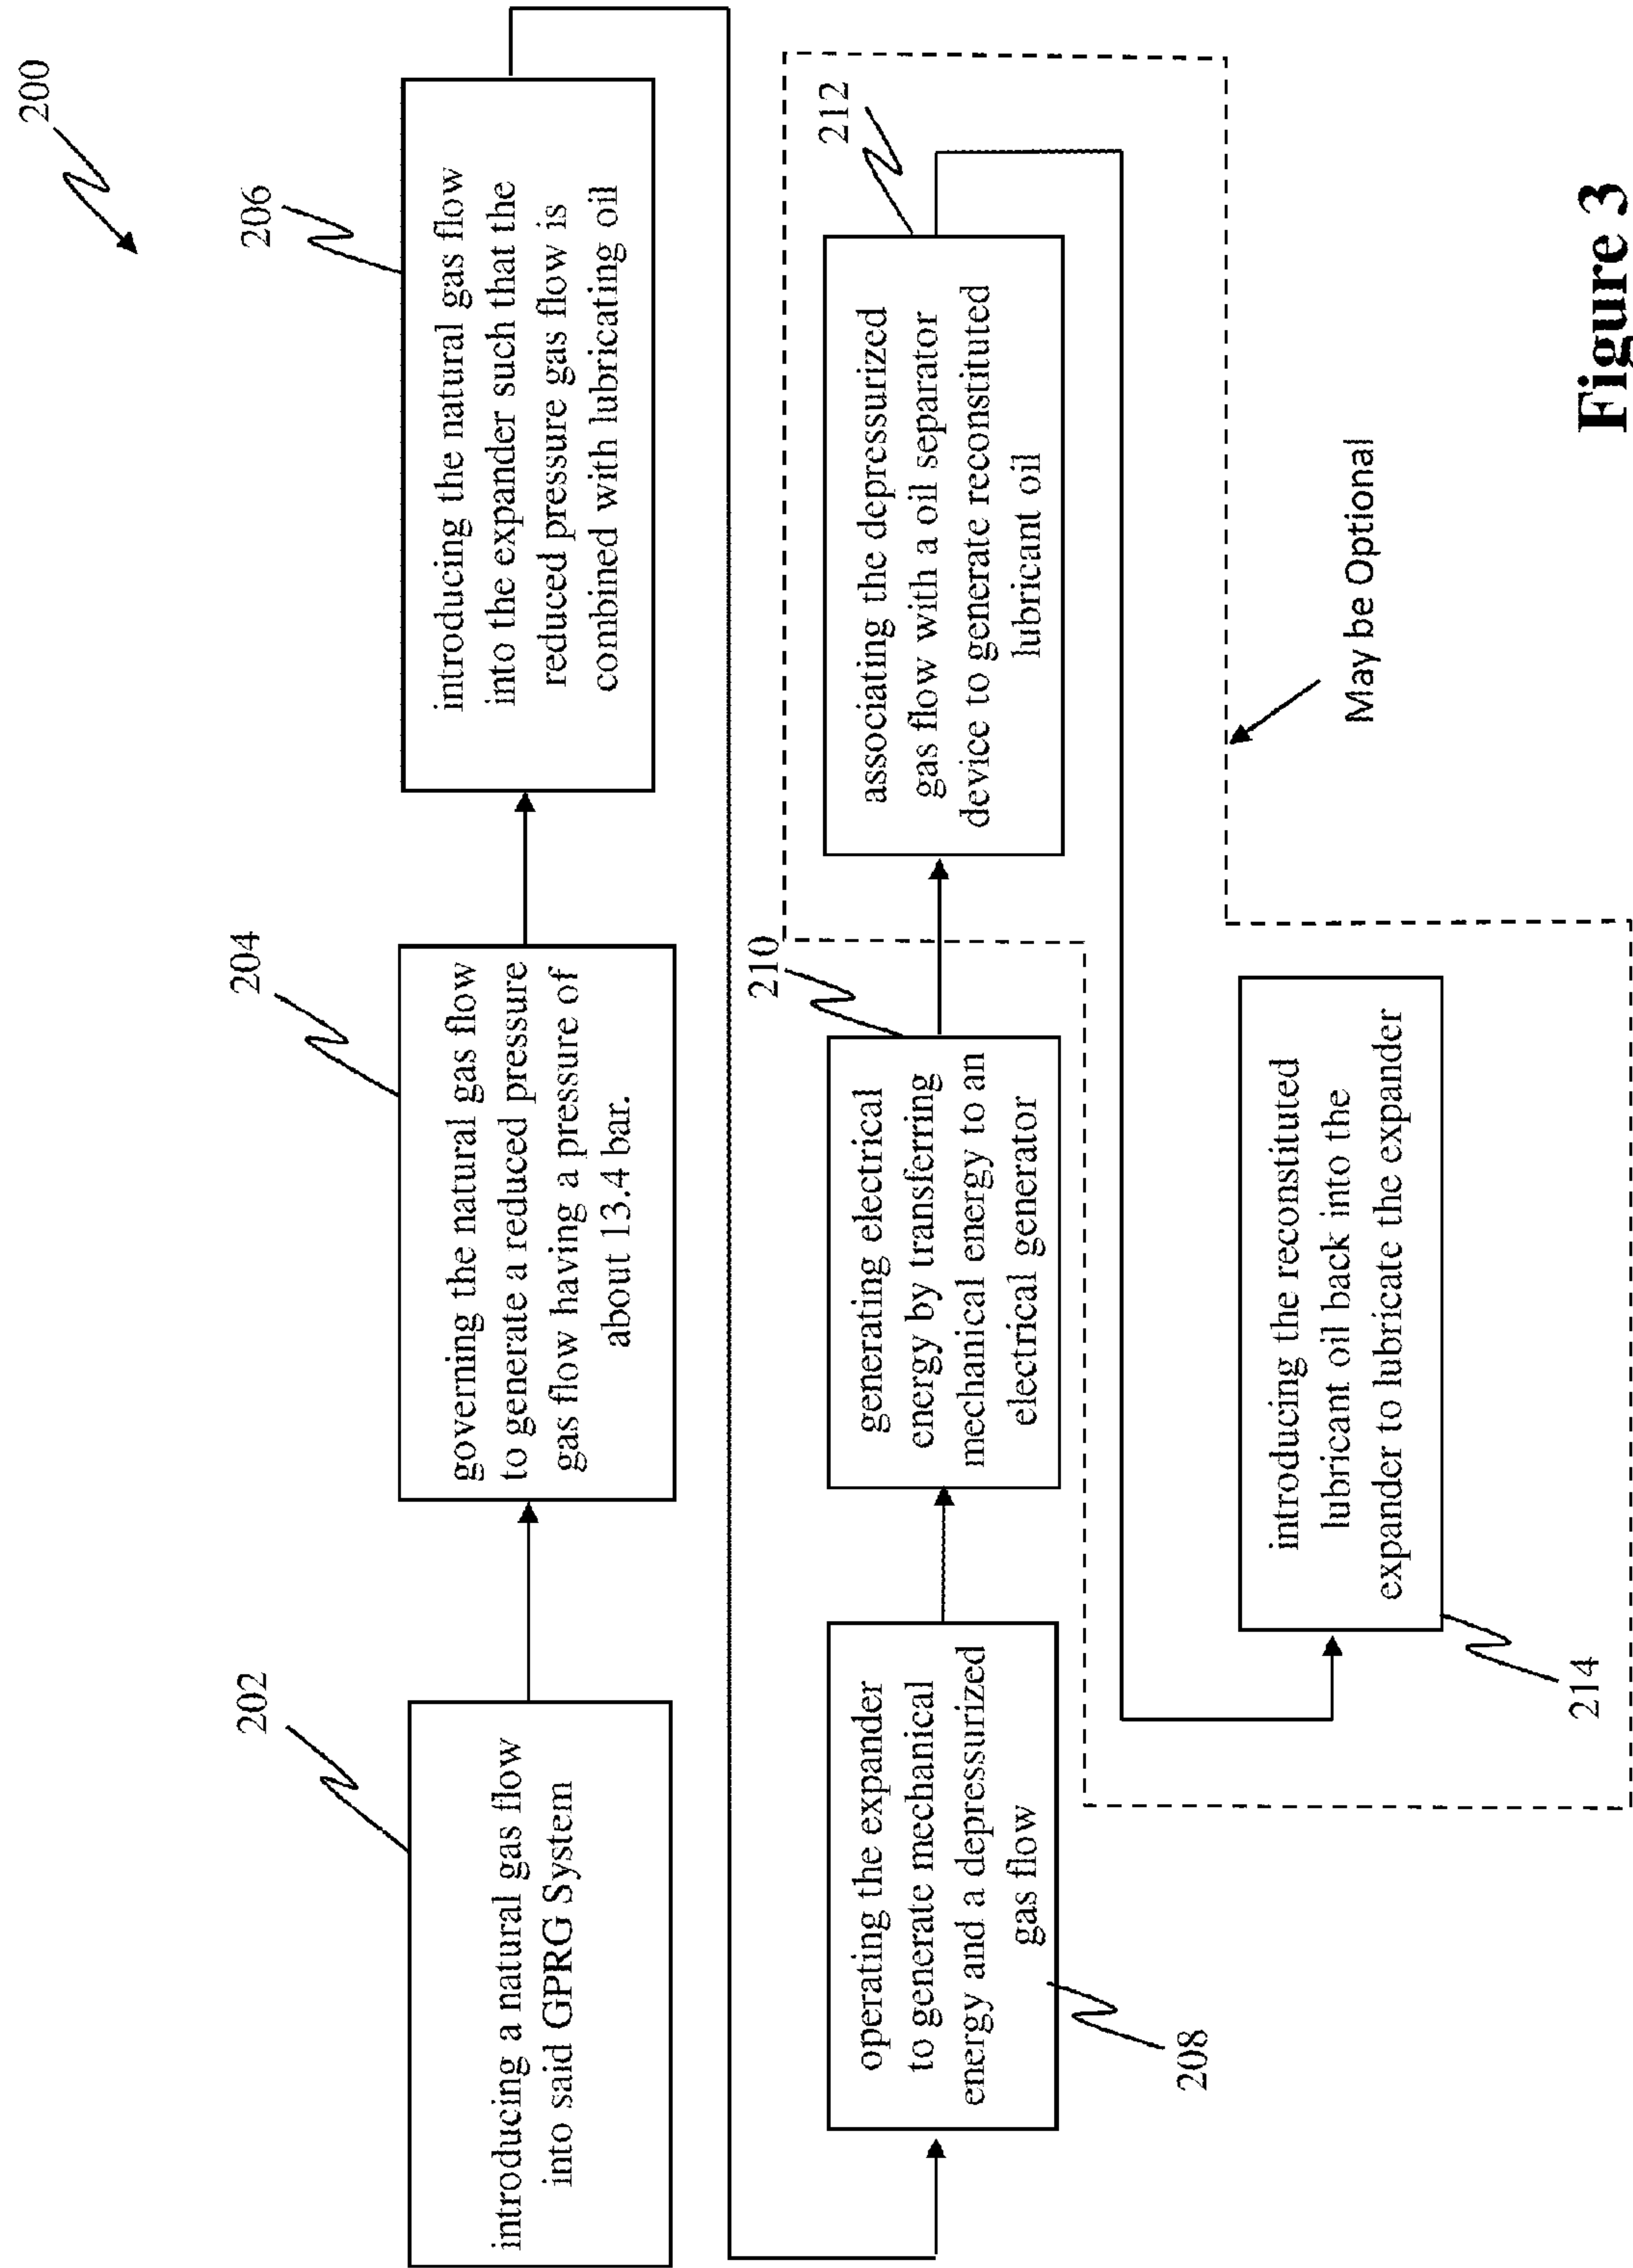 200
202
introducing a natural gas flow
into said GPRG System
204
governing the natural gas flow
to generate a reduced pressure
gas flow having a pressure of
about 13.4 bar.
206
introducing the natural gas flow
into the expander such that the
reduced pressure gas flow is
combined with lubricating oil
208
operating the expander
to generate mechanical
energy and a depressurized
gas flow
210
generating electrical
energy by transferring
mechanical energy to an
electrical generator
212
associating the depressurized
gas flow with a oil separator
device to generate reconstituted
lubricant oil
214
introducing the reconstituted
lubricant oil back into the
expander to lubricate the expander
May be Optional
Figure 3